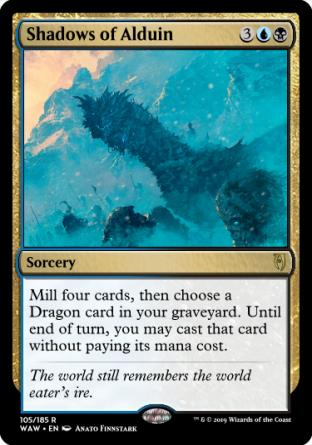 Shadows of Alduin 3
Sorcery
Mill four cards, then choose a
Dragon card in your graveyard. Until
end of turn, you may cast that card
without paying its mana cost.
The world still remembers the world
eater's ire.
105/185 R
WAW • EN Anato Finnstark
™ & © 2019 Wizards of the Coast